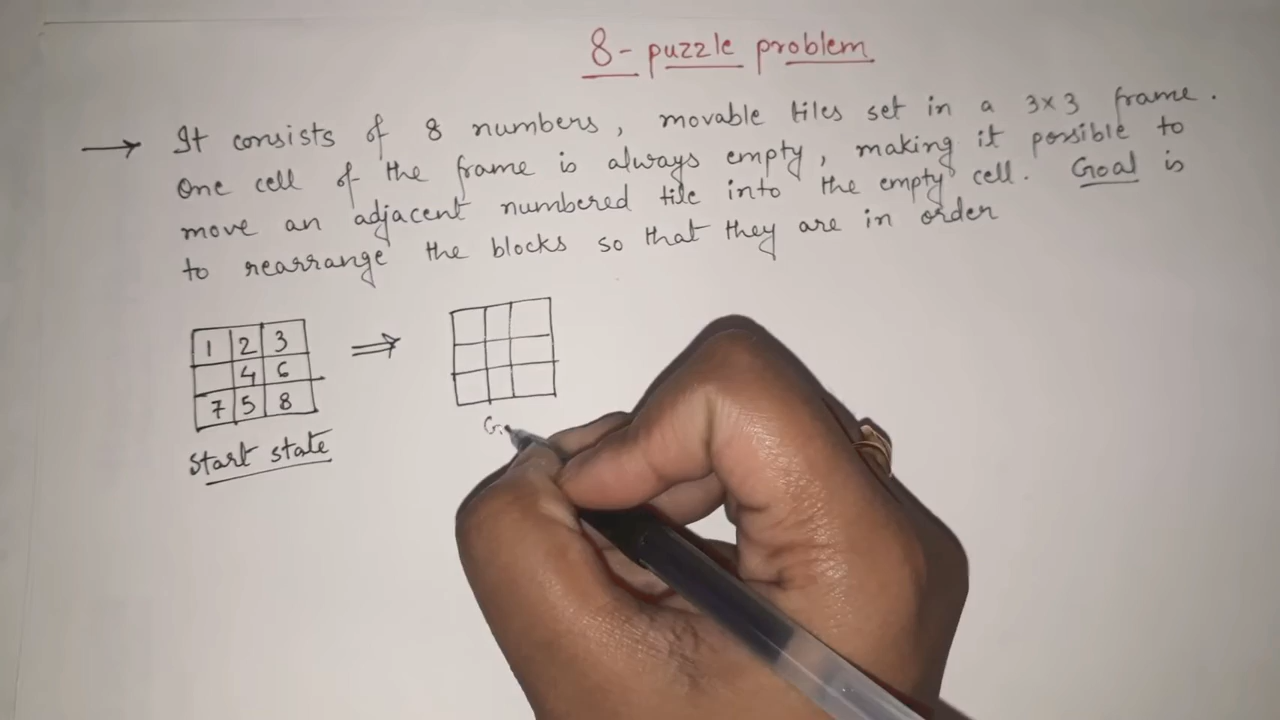 8- puzzle problem
→ It consists of 8 numbers, movable tiles set in a 3×3 frame.
One cell of the frame is always empty, making it possible to
move an adjacent numbered tile into the empty cell. Goal is
to rearrange the blocks so that they are in order
1 2 3
4 6
7 5 8
⇒
Start state
G